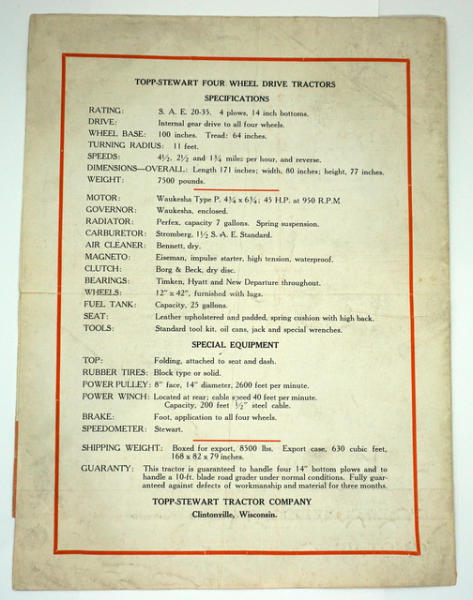 TOPP-STEWART FOUR WHEEL DRIVE TRACTORS
SPECIFICATIONS
RATING: S. A. E. 20-35. 4 plows, 14 inch bottoms.
DRIVE: Internal gear drive to all four wheels.
WHEEL BASE: 100 inches. Tread: 64 inches.
TURNING RADIUS: 11 feet.
SPEEDS: 4½, 2½ and 1¾ miles per hour, and reverse.
DIMENSIONS—OVERALL: Length 171 inches; width, 80 inches; height, 77 inches.
WEIGHT: 7500 pounds.
MOTOR: Waukesha Type P. 4¾ x 6¾; 45 H.P. at 950 R.P.M
GOVERNOR: Waukesha, enclosed.
RADIATOR: Perfex, capacity 7 gallons. Spring suspension.
CARBURETOR: Stromberg, 1½ S. A. E. Standard.
AIR CLEANER: Bennett, dry.
MAGNETO: Eiseman, impulse starter, high tension, waterproof.
CLUTCH: Borg & Beck, dry disc.
BEARINGS: Timken, Hyatt and New Departure throughout.
WHEELS: 12" x 42", furnished with lugs.
FUEL TANK: Capacity, 25 gallons.
SEAT: Leather upholstered and padded, spring cushion with high back.
TOOLS: Standard tool kit, oil cans, jack and special wrenches.
SPECIAL EQUIPMENT
TOP: Folding, attached to seat and dash.
RUBBER TIRES: Block type or solid.
POWER PULLEY: 8" face, 14" diameter, 2600 feet per minute.
POWER WINCH: Located at rear; cable speed 40 feet per minute.
Capacity, 200 feet ½" steel cable.
BRAKE: Foot, application to all four wheels.
SPEEDOMETER: Stewart.
SHIPPING WEIGHT: Boxed for export, 8500 lbs. Export case, 630 cubic feet,
168 x 82 x 79 inches.
GUARANTY: This tractor is guaranteed to handle four 14" bottom plows and to
handle a 10-ft. blade road grader under normal conditions. Fully guar-
anteed against defects of workmanship and material for three months.
TOPP-STEWART TRACTOR COMPANY
Clintonville, Wisconsin.